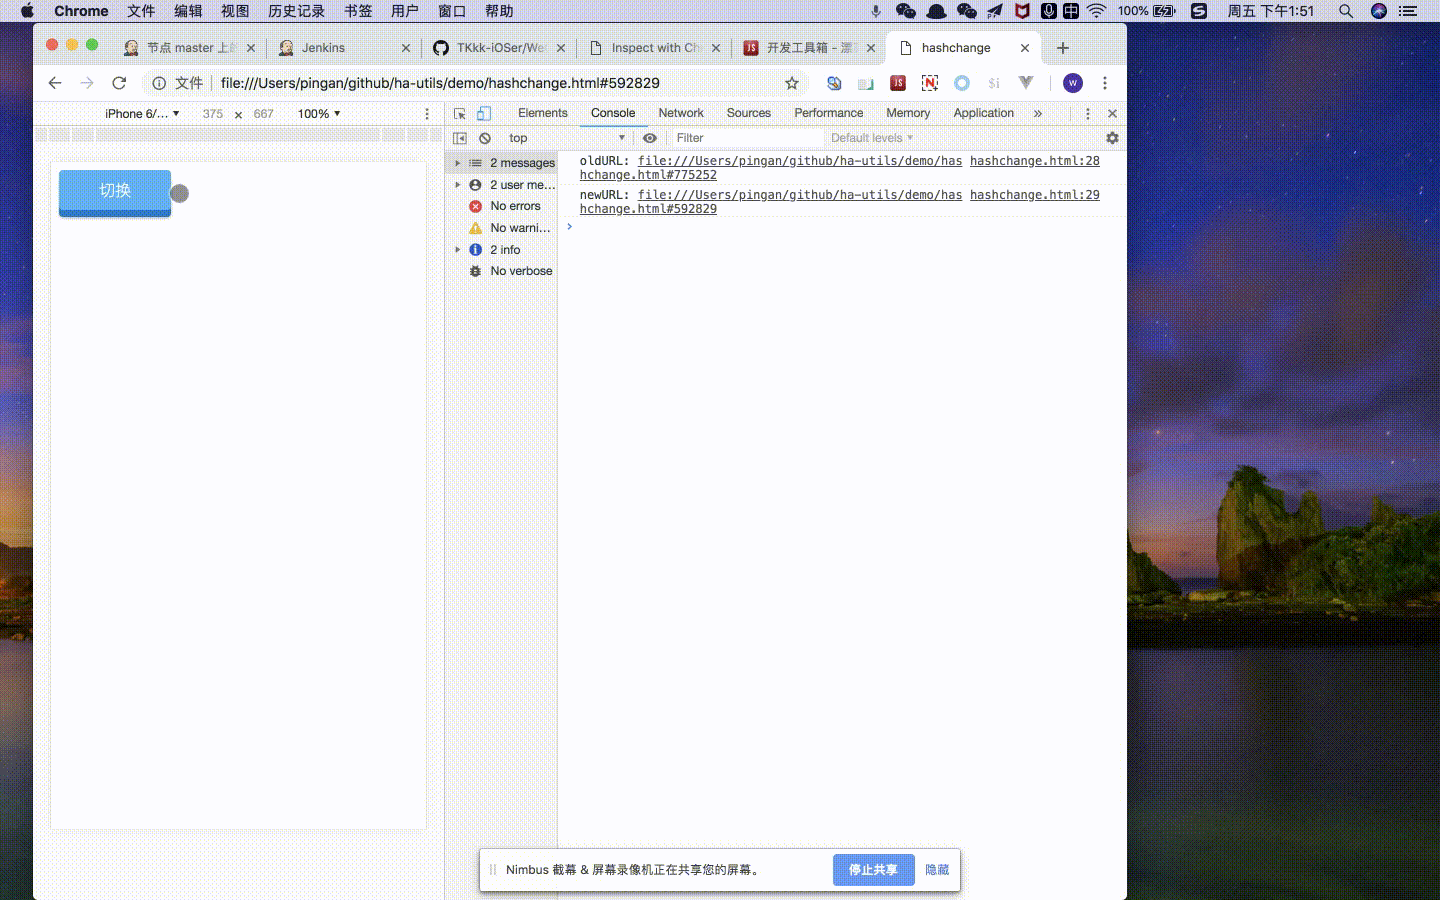 Chrome 文件 编辑 视图 历史记录 书签 用户 窗口 帮助 100% 周五 下午1:51
节点 master 上的 Jenkins TKkk-iOSer/We Inspect with Ch 开发工具箱 - 漂 hashchange
文件 file:///Users/pingan/github/ha-utils/demo/hashchange.html#592829
iPhone 6/... 375 × 667 100%
Elements Console Network Sources Performance Memory Application »
top Filter Default levels
切换
2 messages
2 user me...
No errors
No warni...
2 info
No verbose
oldURL: file:///Users/pingan/github/ha-utils/demo/has hashchange.html:28
hchange.html#775252
newURL: file:///Users/pingan/github/ha-utils/demo/has hashchange.html:29
hchange.html#592829
Nimbus 截幕 & 屏幕录像机正在共享您的屏幕。 停止共享 隐藏